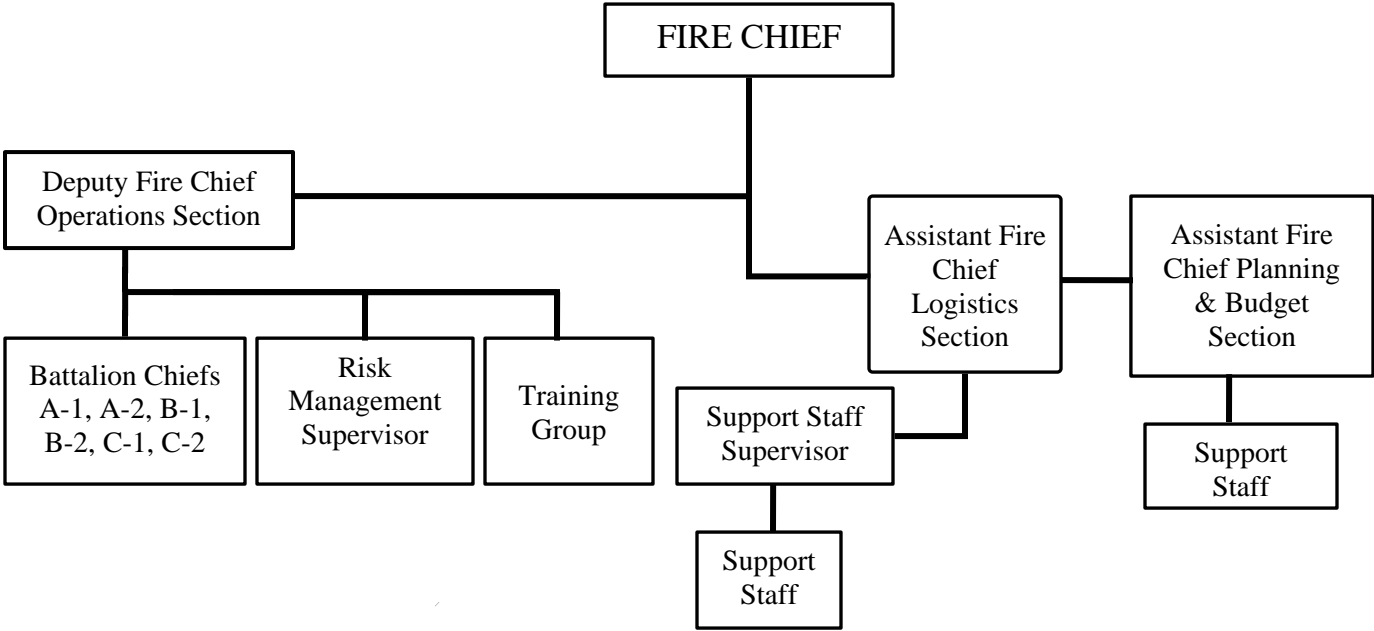 FIRE CHIEF
Deputy Fire Chief
Operations Section
Assistant Fire
Chief
Logistics
Section
Assistant Fire
Chief Planning
& Budget
Section
Battalion Chiefs
A-1, A-2, B-1,
B-2, C-1, C-2
Risk
Management
Supervisor
Training
Group
Support Staff
Supervisor
Support
Staff
Support
Staff